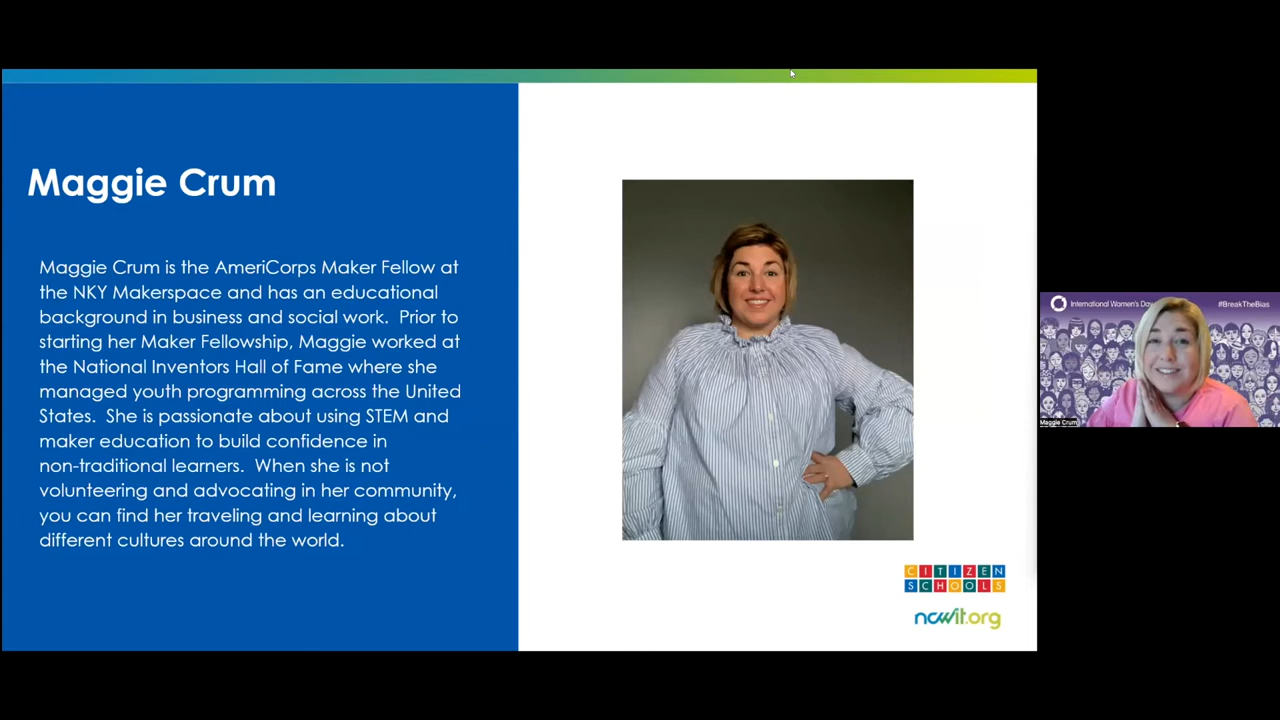 Maggie Crum
Maggie Crum is the AmeriCorps Maker Fellow at
the NKY Makerspace and has an educational
background in business and social work.  Prior to
starting her Maker Fellowship, Maggie worked at
the National Inventors Hall of Fame where she
managed youth programming across the United
States.  She is passionate about using STEM and
maker education to build confidence in
non-traditional learners.  When she is not
volunteering and advocating in her community,
you can find her traveling and learning about
different cultures around the world.
CITIZEN
SCHOOLS
ncwit.org
International Women's Day
#BreakTheBias
Maggie Crum